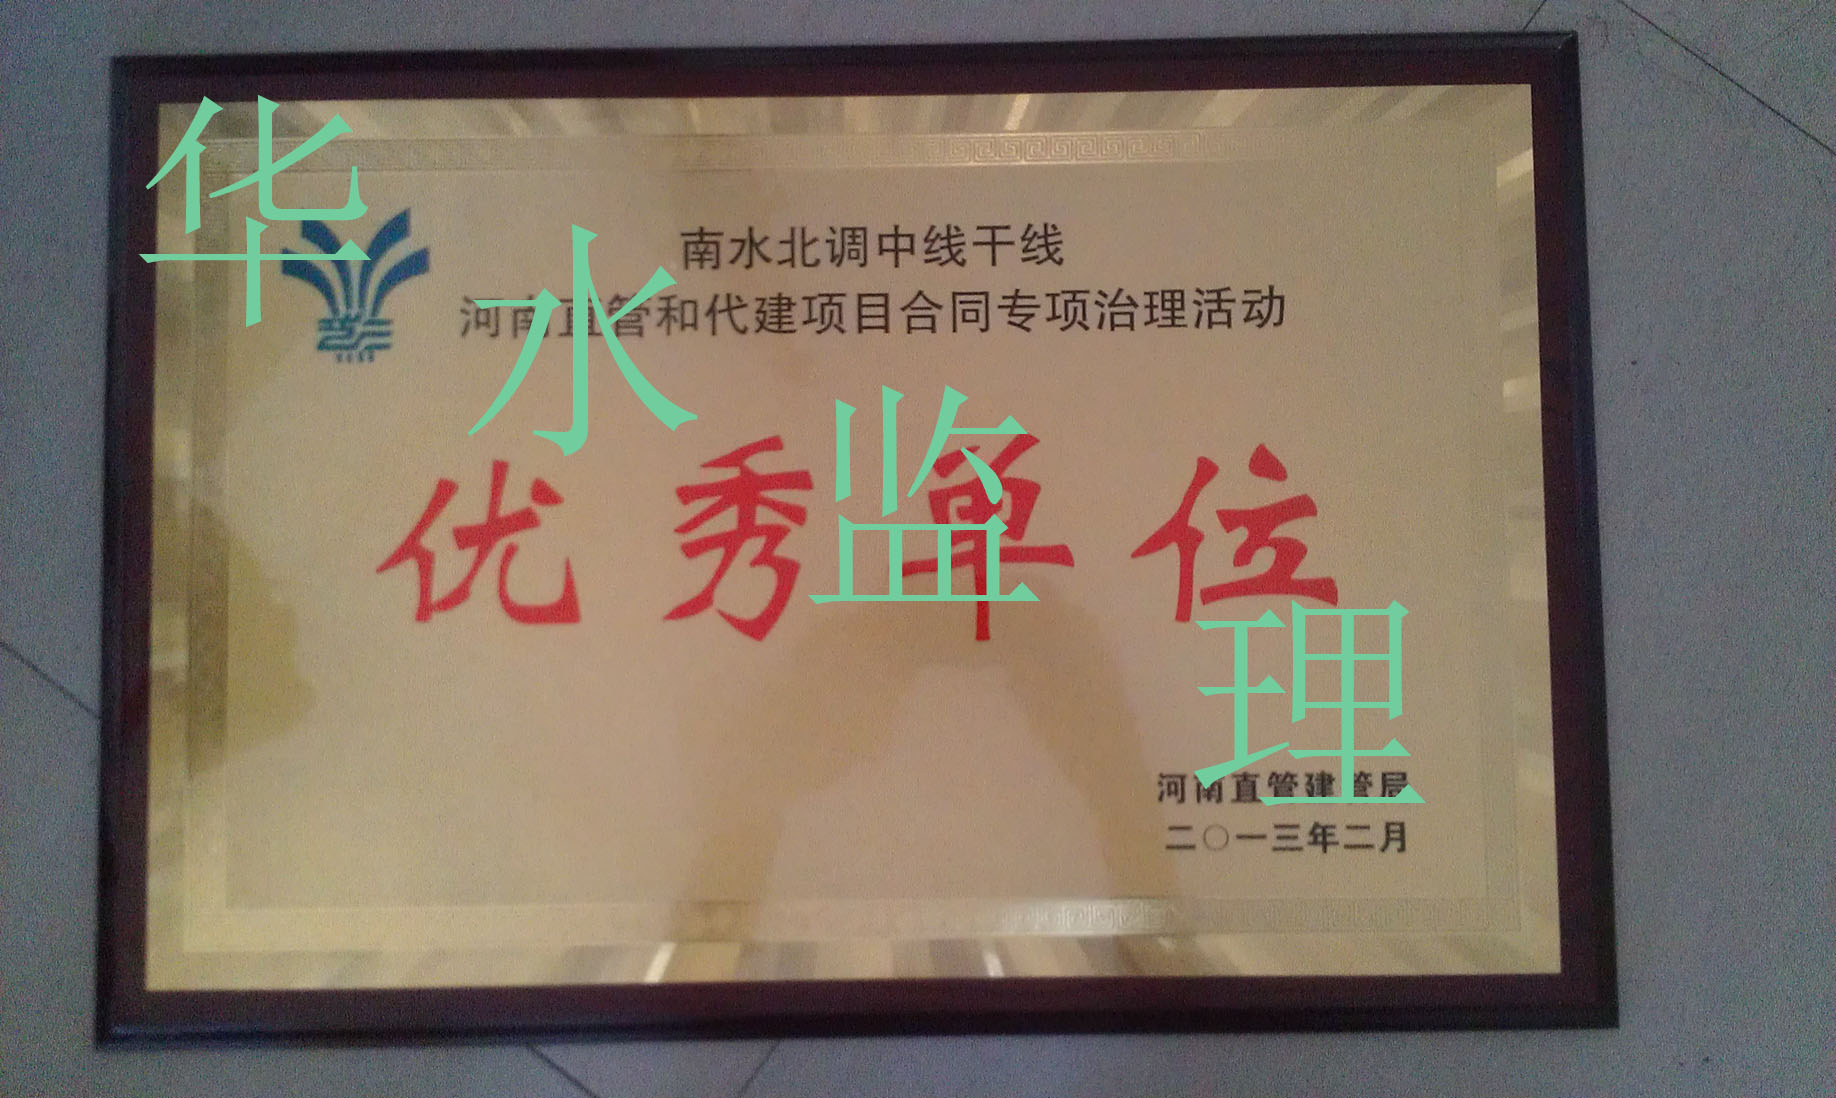 华水监理
南水北调中线干线
河南直管和代建项目合同专项治理活动
优秀单位
河南直管建管局
二〇一三年二月